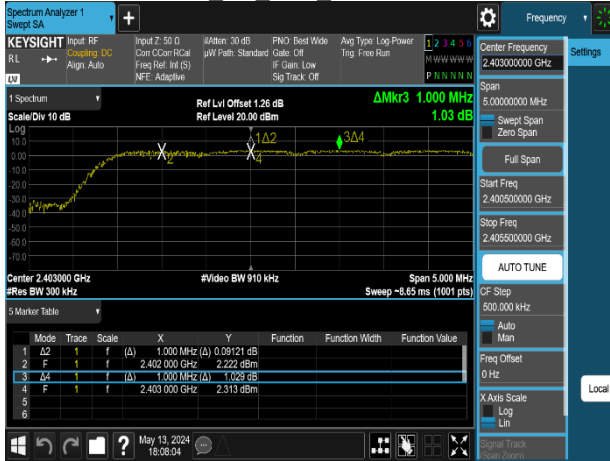 Spectrum Analyzer 1
Swept SA
+
Frequency
KEYSIGHT
RL
Input: RF
Coupling: DC
Align: Auto
Input Z: 50 Ω
Corr CCorr RCal
Freq Ref: Int (S)
NFE: Adaptive
#Atten: 30 dB
µW Path: Standard
PNO: Best Wide
Gate: Off
IF Gain: Low
Sig Track: Off
Avg Type: Log-Power
Trig: Free Run
1 2 3 4 5 6
M W W W W W
P N N N N N
1 Spectrum
Scale/Div 10 dB
Ref Lvl Offset 1.26 dB
Ref Level 20.00 dBm
ΔMkr3 1.000 MHz
1.03 dB
Log
10.0
0.00
-10.0
-20.0
-30.0
-40.0
-50.0
-60.0
-70.0
2
1Δ2
4
3Δ4
Center 2.403000 GHz
#Res BW 300 kHz
#Video BW 910 kHz
Span 5.000 MHz
Sweep ~8.65 ms (1001 pts)
5 Marker Table
Mode Trace Scale X Y Function Function Width Function Value
1 Δ2 1 f (Δ) 1.000 MHz (Δ) 0.09121 dB
2 F 1 f 2.402 000 GHz 2.222 dBm
3 Δ4 1 f (Δ) 1.000 MHz (Δ) 1.029 dB
4 F 1 f 2.403 000 GHz 2.313 dBm
5
6
May 13, 2024
18:08:04
Center Frequency
2.403000000 GHz
Span
5.00000000 MHz
Swept Span
Zero Span
Full Span
Start Freq
2.400500000 GHz
Stop Freq
2.405500000 GHz
AUTO TUNE
CF Step
500.000 kHz
Auto
Man
Freq Offset
0 Hz
X Axis Scale
Log
Lin
Signal Track
(Span Zoom)
Settings
Local